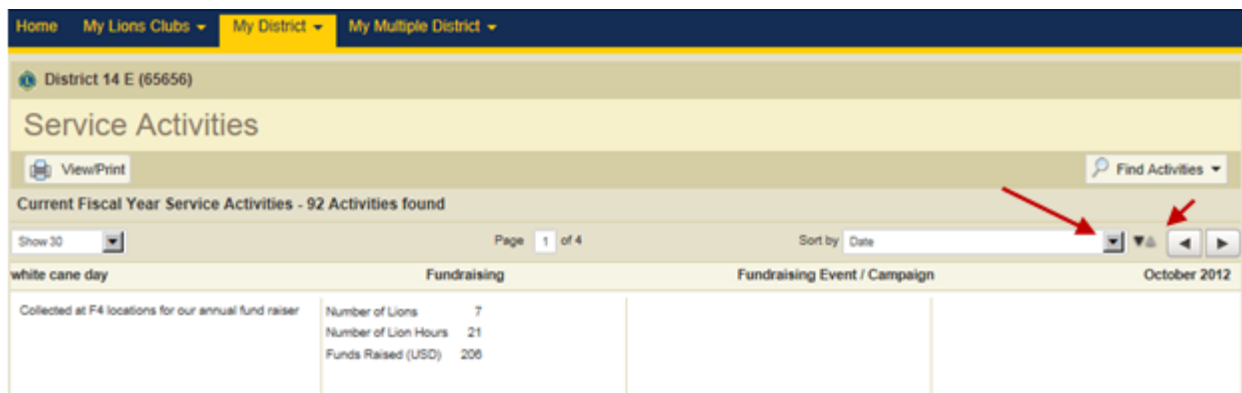 Home My Lions Clubs My District My Multiple District
District 14 E (65656)
Service Activities
View/Print Find Activities
Current Fiscal Year Service Activities - 92 Activities found
Show 30 Page 1 of 4 Sort by Date
white cane day Fundraising Fundraising Event / Campaign October 2012
Collected at F4 locations for our annual fund raiser Number of Lions 7
Number of Lion Hours 21
Funds Raised (USD) 206